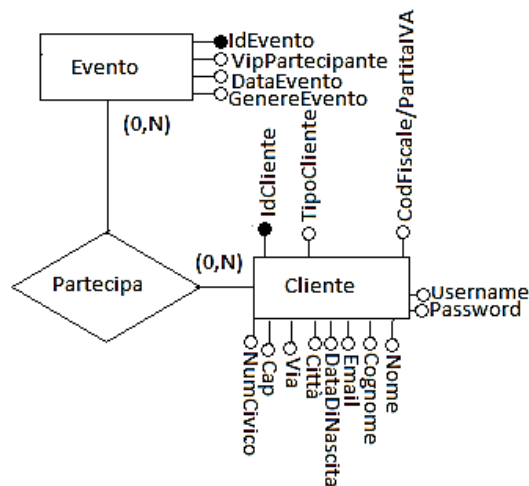 IdEvento
VipPartecipante
Evento
DataEvento
GenereEvento
(0,N)
IdCliente
TipoCliente
CodFiscale/PartitaIVA
(0,N)
Partecipa
Cliente
Username
Password
NumCivico
Cap
Via
Città
DataDiNascita
Email
Cognome
Nome